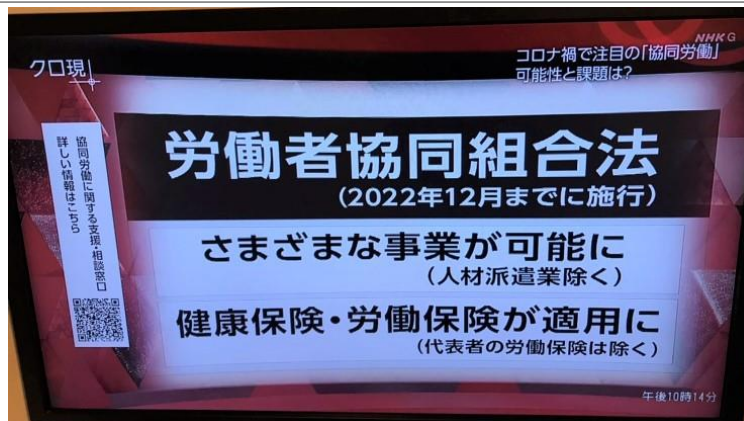 NHK G
クロ現
コロナ禍で注目の「協同労働」
可能性と課題は?
労働者協同組合法
(2022年12月までに施行)
さまざまな事業が可能に
(人材派遣業除く)
健康保険・労働保険が適用に
(代表者の労働保険は除く)
協同労働に関する支援・相談窓口
詳しい情報はこちら
午後10時14分